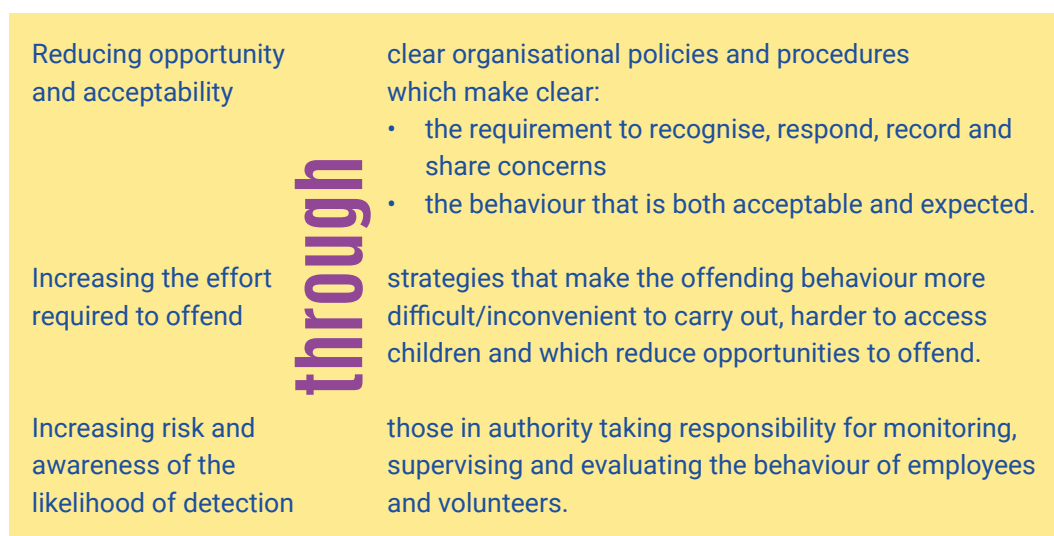 Reducing opportunity
and acceptability
through
clear organisational policies and procedures
which make clear:
• the requirement to recognise, respond, record and
share concerns
• the behaviour that is both acceptable and expected.
Increasing the effort
required to offend
strategies that make the offending behaviour more
difficult/inconvenient to carry out, harder to access
children and which reduce opportunities to offend.
Increasing risk and
awareness of the
likelihood of detection
those in authority taking responsibility for monitoring,
supervising and evaluating the behaviour of employees
and volunteers.